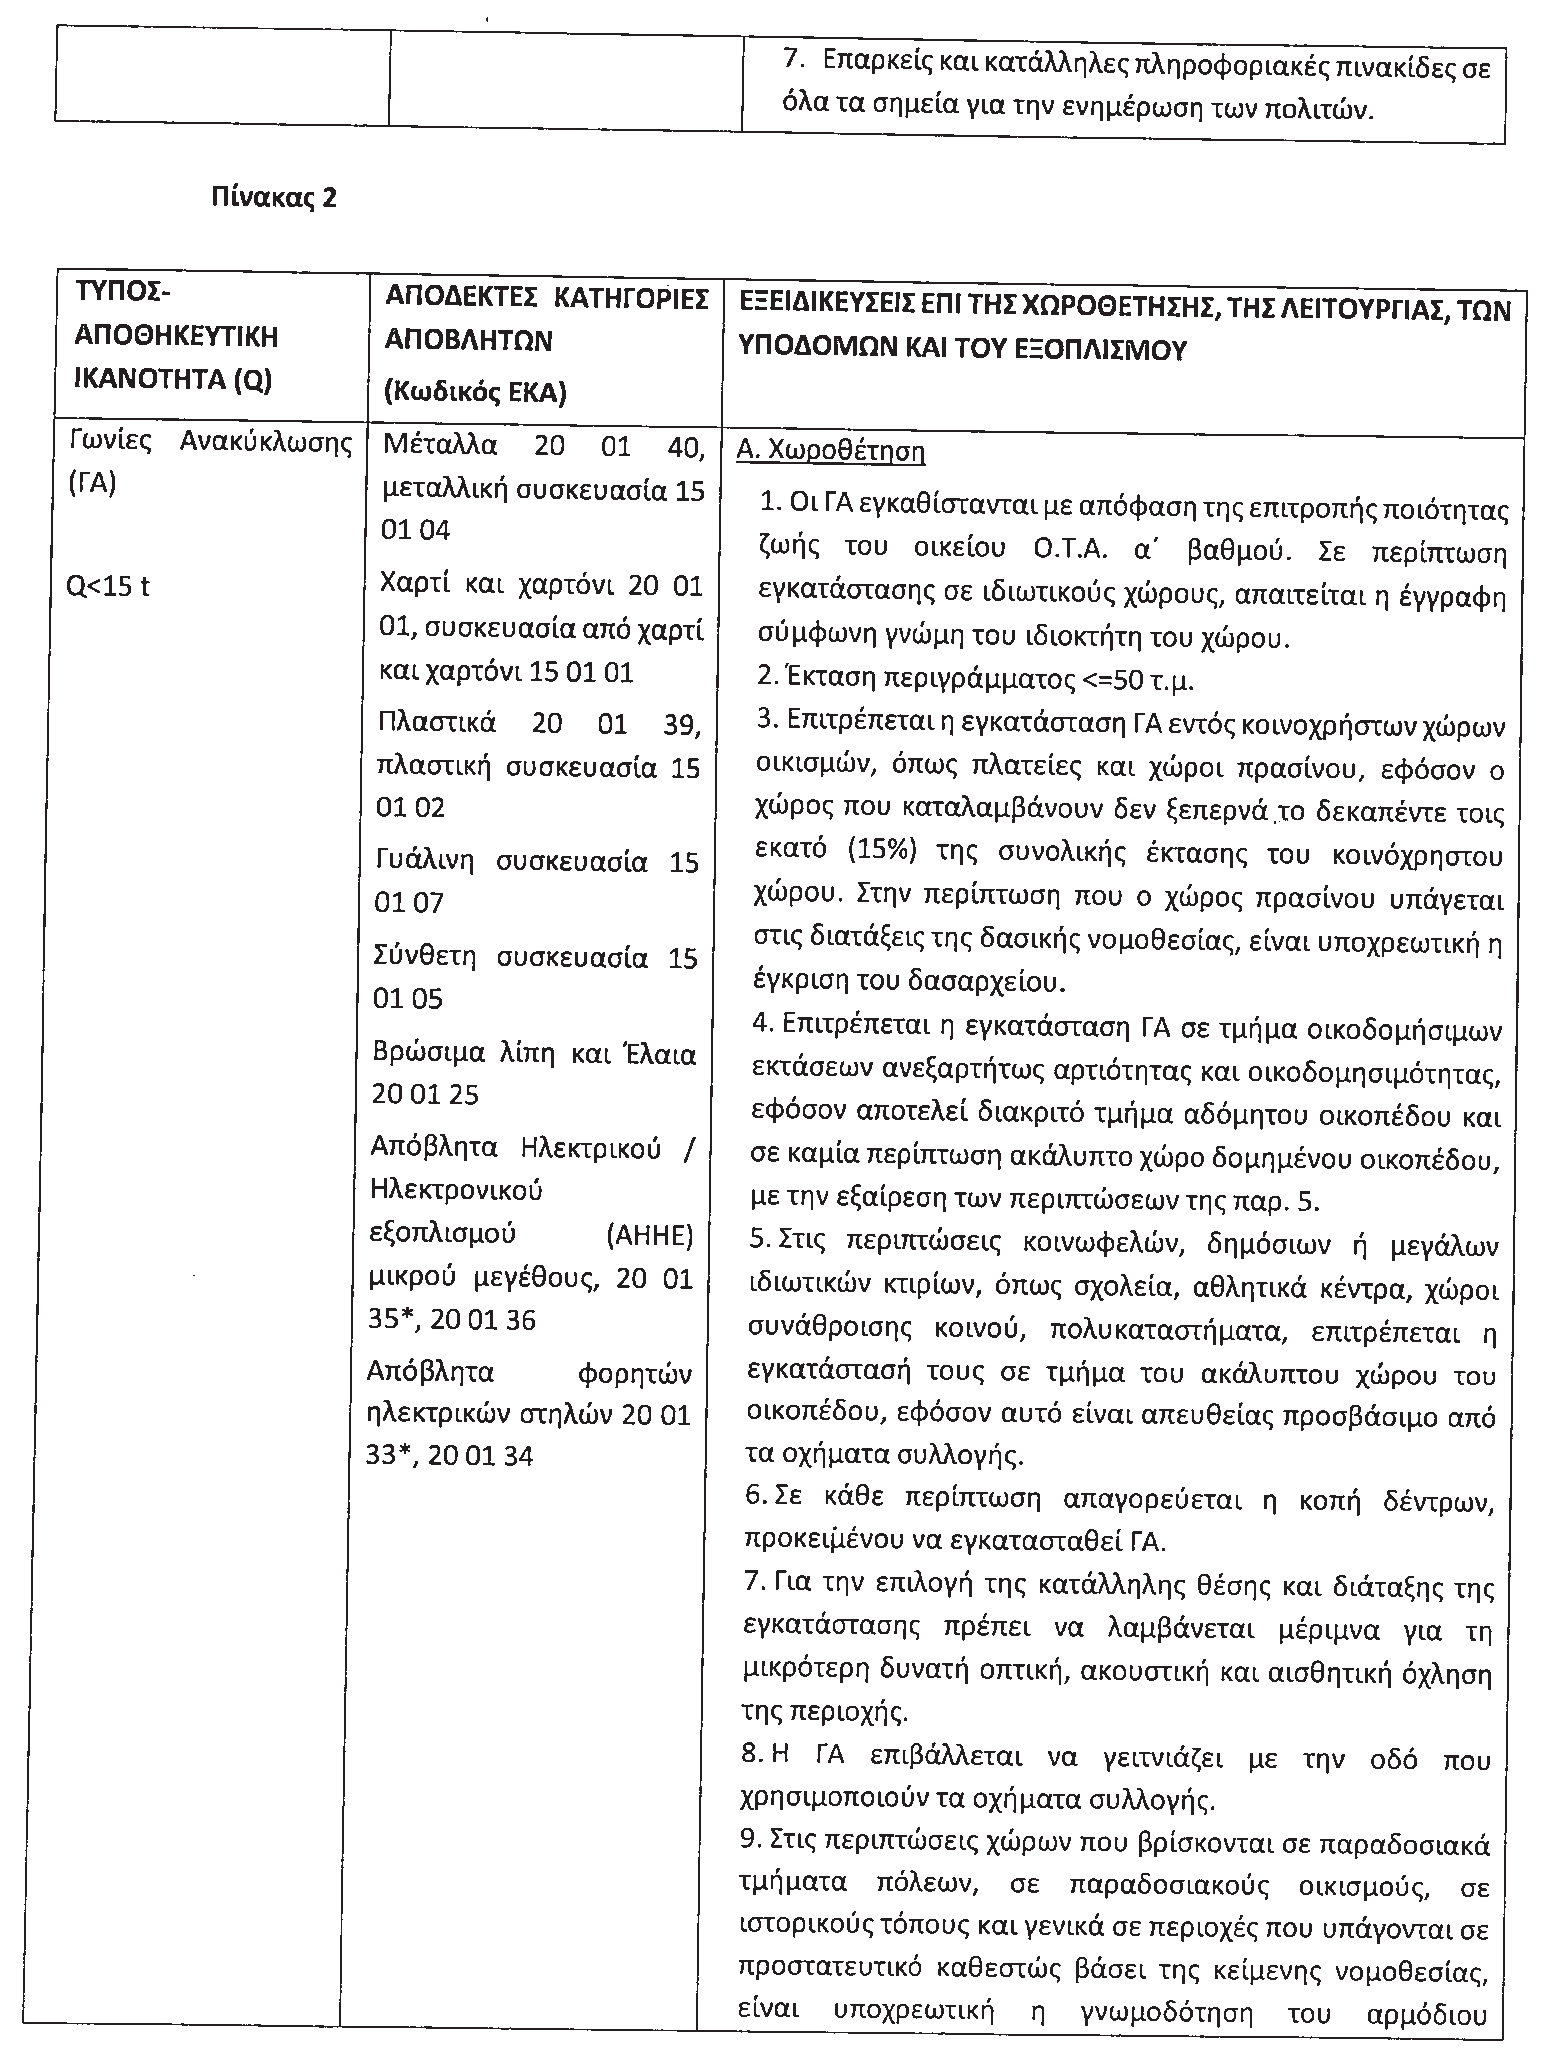 7. Επαρκείς και κατάλληλες πληροφοριακές πινακίδες σε
όλα τα σημεία για την ενημέρωση των πολιτών.
Πίνακας 2
ΤΥΠΟΣ-
ΑΠΟΘΗΚΕΥΤΙΚΗ
ΙΚΑΝΟΤΗΤΑ (Q)
ΑΠΟΔΕΚΤΕΣ ΚΑΤΗΓΟΡΙΕΣ
ΑΠΟΒΛΗΤΩΝ
(Κωδικός ΕΚΑ)
ΕΞΕΙΔΙΚΕΥΣΕΙΣ ΕΠΙ ΤΗΣ ΧΩΡΟΘΕΤΗΣΗΣ, ΤΗΣ ΛΕΙΤΟΥΡΓΙΑΣ, ΤΩΝ
ΥΠΟΔΟΜΩΝ ΚΑΙ ΤΟΥ ΕΞΟΠΛΙΣΜΟΥ
Γωνίες Ανακύκλωσης
(ΓΑ)
Q<15 t
Μέταλλα 20 01 40,
μεταλλική συσκευασία 15
01 04
Χαρτί και χαρτόνι 20 01
01, συσκευασία από χαρτί
και χαρτόνι 15 01 01
Πλαστικά 20 01 39,
πλαστική συσκευασία 15
01 02
Γυάλινη συσκευασία 15
01 07
Σύνθετη συσκευασία 15
01 05
Βρώσιμα λίπη και Έλαια
20 01 25
Απόβλητα Ηλεκτρικού /
Ηλεκτρονικού
εξοπλισμού (ΑΗΗΕ)
μικρού μεγέθους, 20 01
35*, 20 01 36
Απόβλητα φορητών
ηλεκτρικών στηλών 20 01
33*, 20 01 34
Α. Χωροθέτηση
1. Οι ΓΑ εγκαθίστανται με απόφαση της επιτροπής ποιότητας
ζωής του οικείου Ο.Τ.Α. α΄ βαθμού. Σε περίπτωση
εγκατάστασης σε ιδιωτικούς χώρους, απαιτείται η έγγραφη
σύμφωνη γνώμη του ιδιοκτήτη του χώρου.
2. Έκταση περιγράμματος <=50 τ.μ.
3. Επιτρέπεται η εγκατάσταση ΓΑ εντός κοινοχρήστων χώρων
οικισμών, όπως πλατείες και χώροι πρασίνου, εφόσον ο
χώρος που καταλαμβάνουν δεν ξεπερνά το δεκαπέντε τοις
εκατό (15%) της συνολικής έκτασης του κοινόχρηστου
χώρου. Στην περίπτωση που ο χώρος πρασίνου υπάγεται
στις διατάξεις της δασικής νομοθεσίας, είναι υποχρεωτική η
έγκριση του δασαρχείου.
4. Επιτρέπεται η εγκατάσταση ΓΑ σε τμήμα οικοδομήσιμων
εκτάσεων ανεξαρτήτως αρτιότητας και οικοδομησιμότητας,
εφόσον αποτελεί διακριτό τμήμα αδόμητου οικοπέδου και
σε καμία περίπτωση ακάλυπτο χώρο δομημένου οικοπέδου,
με την εξαίρεση των περιπτώσεων της παρ. 5.
5. Στις περιπτώσεις κοινωφελών, δημόσιων ή μεγάλων
ιδιωτικών κτιρίων, όπως σχολεία, αθλητικά κέντρα, χώροι
συνάθροισης κοινού, πολυκαταστήματα, επιτρέπεται η
εγκατάστασή τους σε τμήμα του ακάλυπτου χώρου του
οικοπέδου, εφόσον αυτό είναι απευθείας προσβάσιμο από
τα οχήματα συλλογής.
6. Σε κάθε περίπτωση απαγορεύεται η κοπή δέντρων,
προκειμένου να εγκατασταθεί ΓΑ.
7. Για την επιλογή της κατάλληλης θέσης και διάταξης της
εγκατάστασης πρέπει να λαμβάνεται μέριμνα για τη
μικρότερη δυνατή οπτική, ακουστική και αισθητική όχληση
της περιοχής.
8. Η ΓΑ επιβάλλεται να γειτνιάζει με την οδό που
χρησιμοποιούν τα οχήματα συλλογής.
9. Στις περιπτώσεις χώρων που βρίσκονται σε παραδοσιακά
τμήματα πόλεων, σε παραδοσιακούς οικισμούς, σε
ιστορικούς τόπους και γενικά σε περιοχές που υπάγονται σε
προστατευτικό καθεστώς βάσει της κείμενης νομοθεσίας,
είναι υποχρεωτική η γνωμοδότηση του αρμόδιου